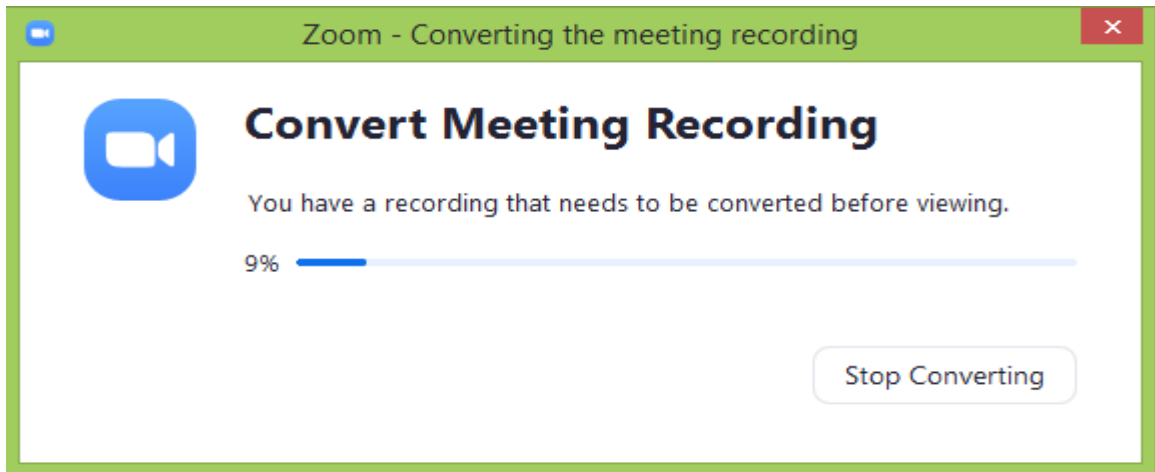 Zoom - Converting the meeting recording
Convert Meeting Recording
You have a recording that needs to be converted before viewing.
9%
Stop Converting